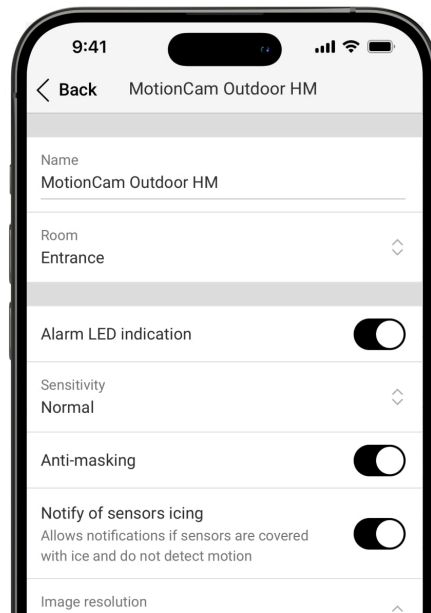 9:41
Back MotionCam Outdoor HM
Name
MotionCam Outdoor HM
Room
Entrance
Alarm LED indication
Sensitivity
Normal
Anti-masking
Notify of sensors icing
Allows notifications if sensors are covered
with ice and do not detect motion
Image resolution